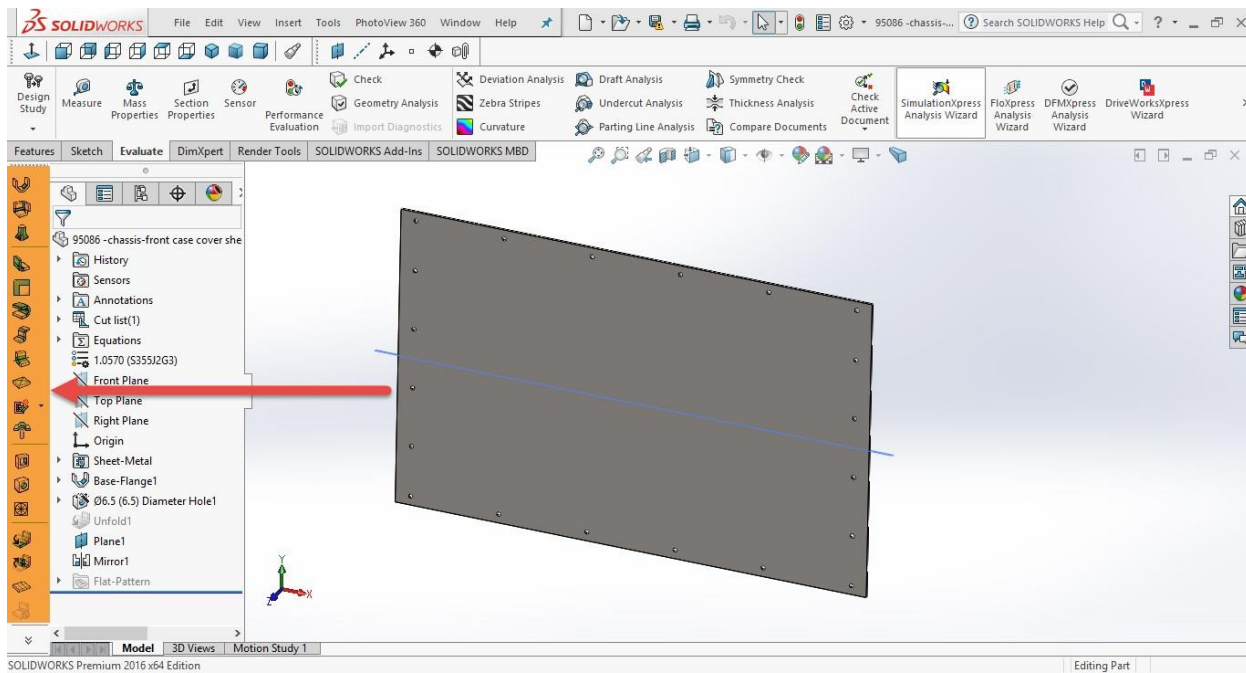 SOLIDWORKS File Edit View Insert Tools PhotoView 360 Window Help 95086 -chassis-... Search SOLIDWORKS Help
Design Study
Measure
Mass Properties
Section Properties
Sensor
Performance Evaluation
Check
Geometry Analysis
Import Diagnostics
Deviation Analysis
Zebra Stripes
Curvature
Draft Analysis
Undercut Analysis
Parting Line Analysis
Symmetry Check
Thickness Analysis
Compare Documents
Check Active Document
SimulationXpress Analysis Wizard
FloXpress Analysis Wizard
DFMXpress Analysis Wizard
DriveWorksXpress Wizard
Features Sketch Evaluate DimXpert Render Tools SOLIDWORKS Add-Ins SOLIDWORKS MBD
95086 -chassis-front case cover she
History
Sensors
Annotations
Cut list(1)
Equations
1.0570 (S355J2G3)
Front Plane
Top Plane
Right Plane
Origin
Sheet-Metal
Base-Flange1
Ø6.5 (6.5) Diameter Hole1
Unfold1
Plane1
Mirror1
Flat-Pattern
Y
X
Z
Model 3D Views Motion Study 1
SOLIDWORKS Premium 2016 x64 Edition Editing Part